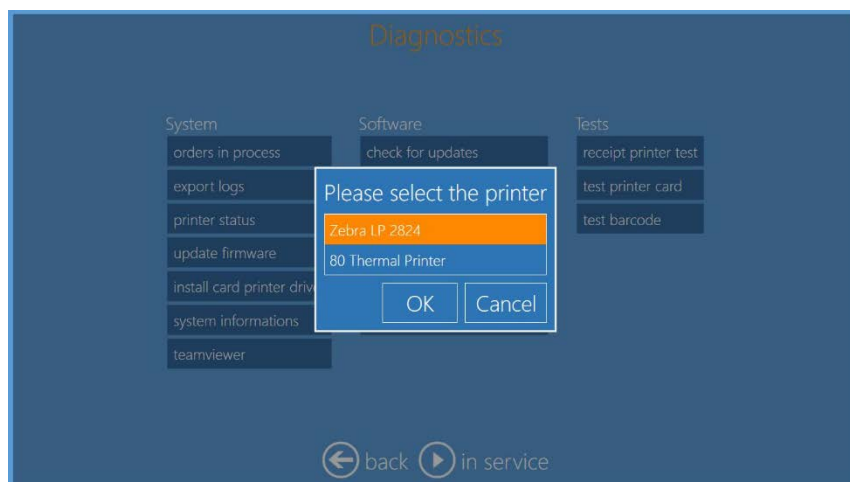 Diagnostics
System
orders in process
export logs
printer status
update firmware
install card printer
system informations
teamviewer
Software
check for updates
Please select the printer
Zebra LP 2824
80 Thermal Printer
OK
Cancel
Tests
receipt printer test
test printer card
test barcode
back
in service